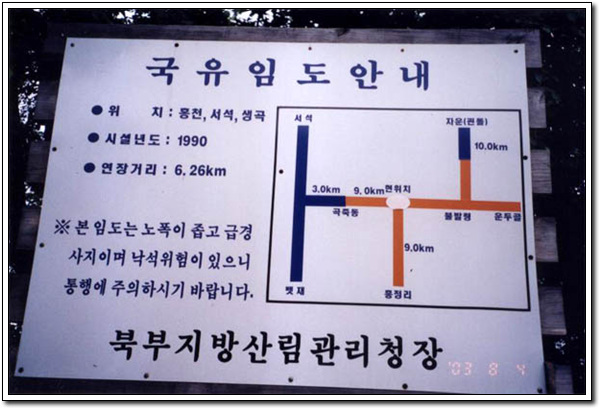 국유임도안내
● 위 치 : 홍천, 서석, 생곡
● 시설년도 : 1990
● 연장거리 : 6, 26km
※ 본 임도는 노폭이 좁고 급경
사지이며 낙석위험이 있으니
통행에 주의하시기 바랍니다.
서석
자운(련뜰)
10.0km
3.0km
9.0km
현위치
곡죽동
불발령
운두골
9.0km
뱃재
흥정리
북부지방산림관리청장
'03 8 4